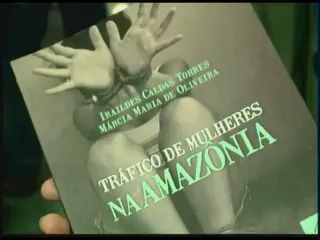 IRAILDES CALDAS TORRES
MÁRCIA MARIA DE OLIVEIRA
TRÁFICO DE MULHERES
NA AMAZÔNIA